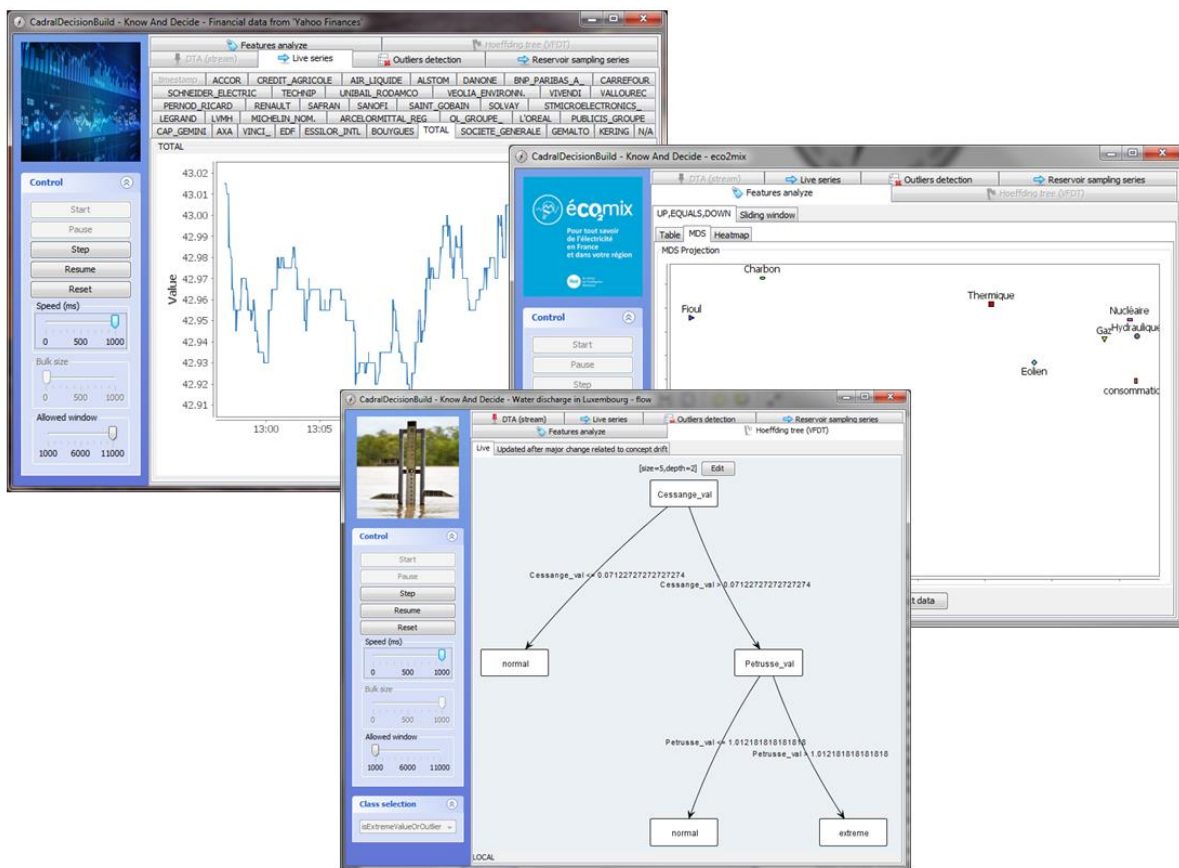 CadralDecisionBuild - Know And Decide - Financial data from 'Yahoo Finances'
Features analyze
Hoeffding tree (VFDT)
DTA (stream)
Live series
Outliers detection
Reservoir sampling series
timestamp ACCOR CREDIT_AGRICOLE AIR_LIQUIDE ALSTOM DANONE BNP_PARIBAS_A_ CARREFOUR
SCHNEIDER_ELECTRIC TECHNIP UNIBAIL_RODAMCO VEOLIA_ENVIRONN. VIVENDI VALLOUREC
PERNOD_RICARD RENAULT SAFRAN SANOFI SAINT_GOBAIN SOLVAY STMICROELECTRONICS_
LEGRAND LVMH MICHELIN_NOM. ARCELORMITTAL_REG OL_GROUPE_ L'OREAL PUBLICIS_GROUPE
CAP_GEMINI AXA VINCI_ EDF ESSILOR_INTL BOUYGUES TOTAL SOCIETE_GENERALE GEMALTO KERING N/A
TOTAL
Control
Start
Pause
Step
Resume
Reset
Speed (ms)
0 500 1000
Bulk size
0 500 1000
Allowed window
1000 6000 11000
Value
43.02
43.01
43.00
42.99
42.98
42.97
42.96
42.95
42.94
42.93
42.92
42.91
13:00 13:05
CadralDecisionBuild - Know And Decide - eco2mix
DTA (stream)
Live series
Outliers detection
Reservoir sampling series
Features analyze
Hoeffding tree (VFDT)
éco2mix
Pour tout savoir
de l'électricité
en France
et dans votre région
Control
Start
Pause
Step
UP,EQUALS,DOWN Sliding window
Table MDS Heatmap
MDS Projection
Charbon
Fioul
Thermique
Nucléaire
Gaz Hydraulique
Eolien
consommatic
t data
CadralDecisionBuild - Know And Decide - Water discharge in Luxembourg - flow
DTA (stream)
Live series
Outliers detection
Reservoir sampling series
Features analyze
Hoeffding tree (VFDT)
Live Updated after major change related to concept drift
[size=5,depth=2] Edit
Control
Start
Pause
Step
Resume
Reset
Speed (ms)
0 500 1000
Bulk size
0 500 1000
Allowed window
1000 6000 11000
Class selection
isExtremeValueOrOutlier
Cessange_val
Cessange_val <= 0.07122727272727274
Cessange_val > 0.07122727272727274
normal
Petrusse_val
Petrusse_val <= 1.012181818181818
Petrusse_val > 1.012181818181818
normal
extreme
LOCAL